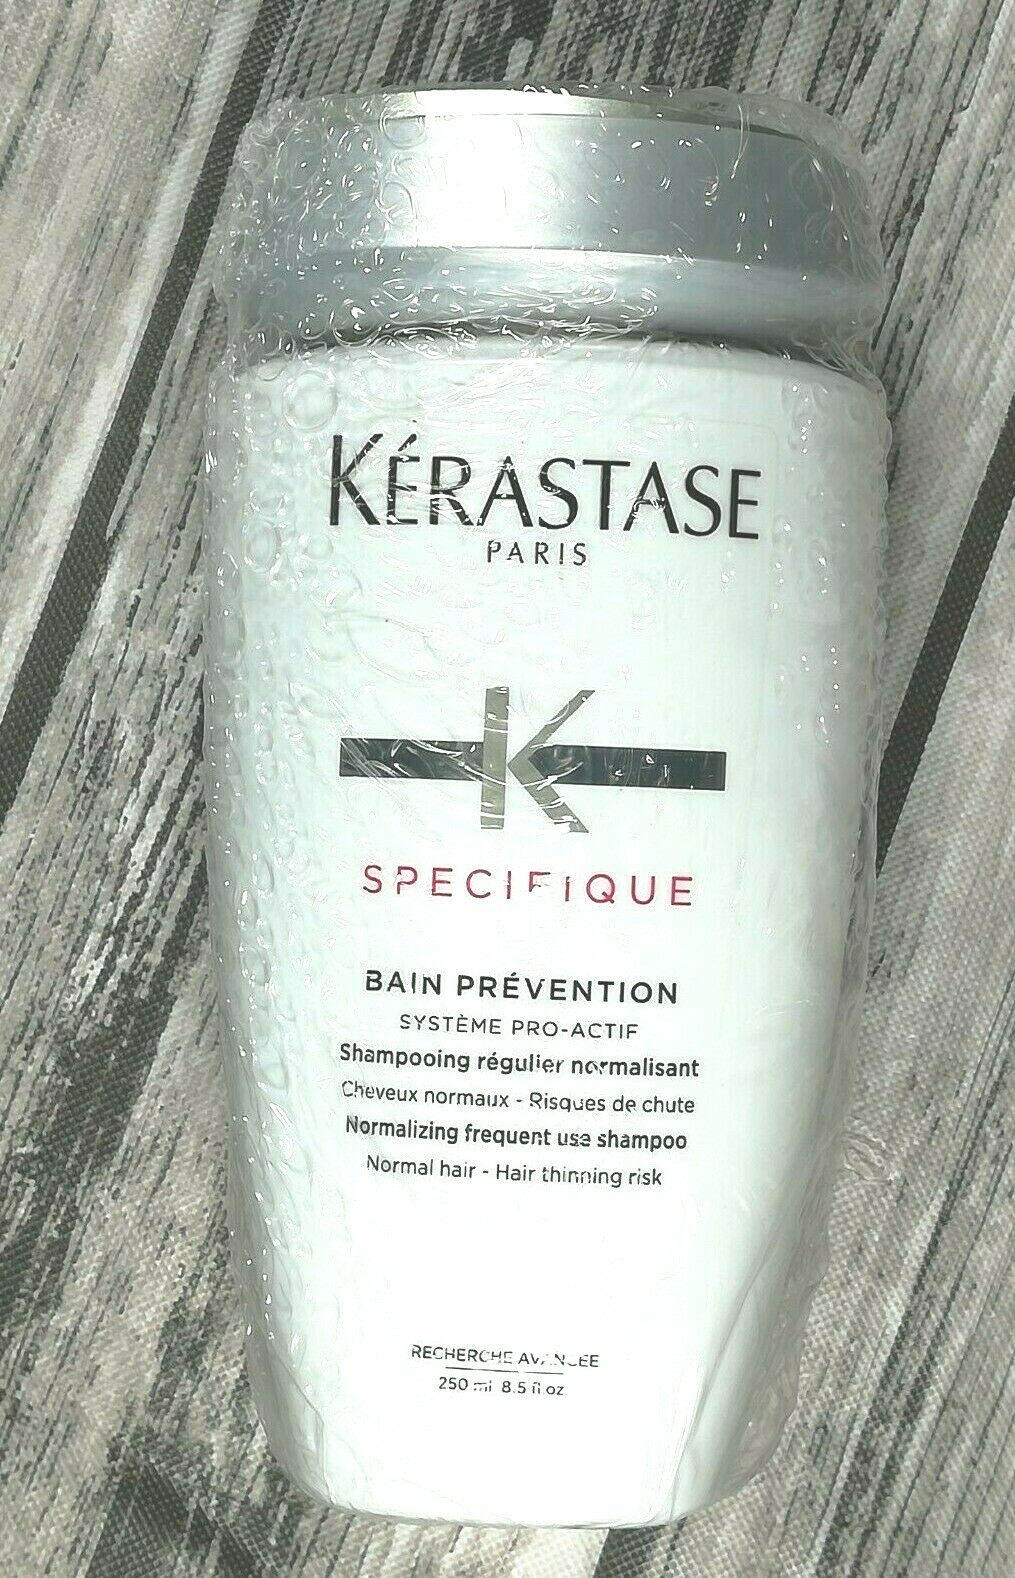 KÉRASTASE
PARIS
K
SPECIFIQUE
BAIN PRÉVENTION
SYSTÈME PRO-ACTIF
Shampooing régulier normalisant
Cheveux normaux - Risques de chute
Normalizing frequent use shampoo
Normal hair - Hair thinning risk
RECHERCHE AVANCÉE
250 ml 8.5 fl.oz